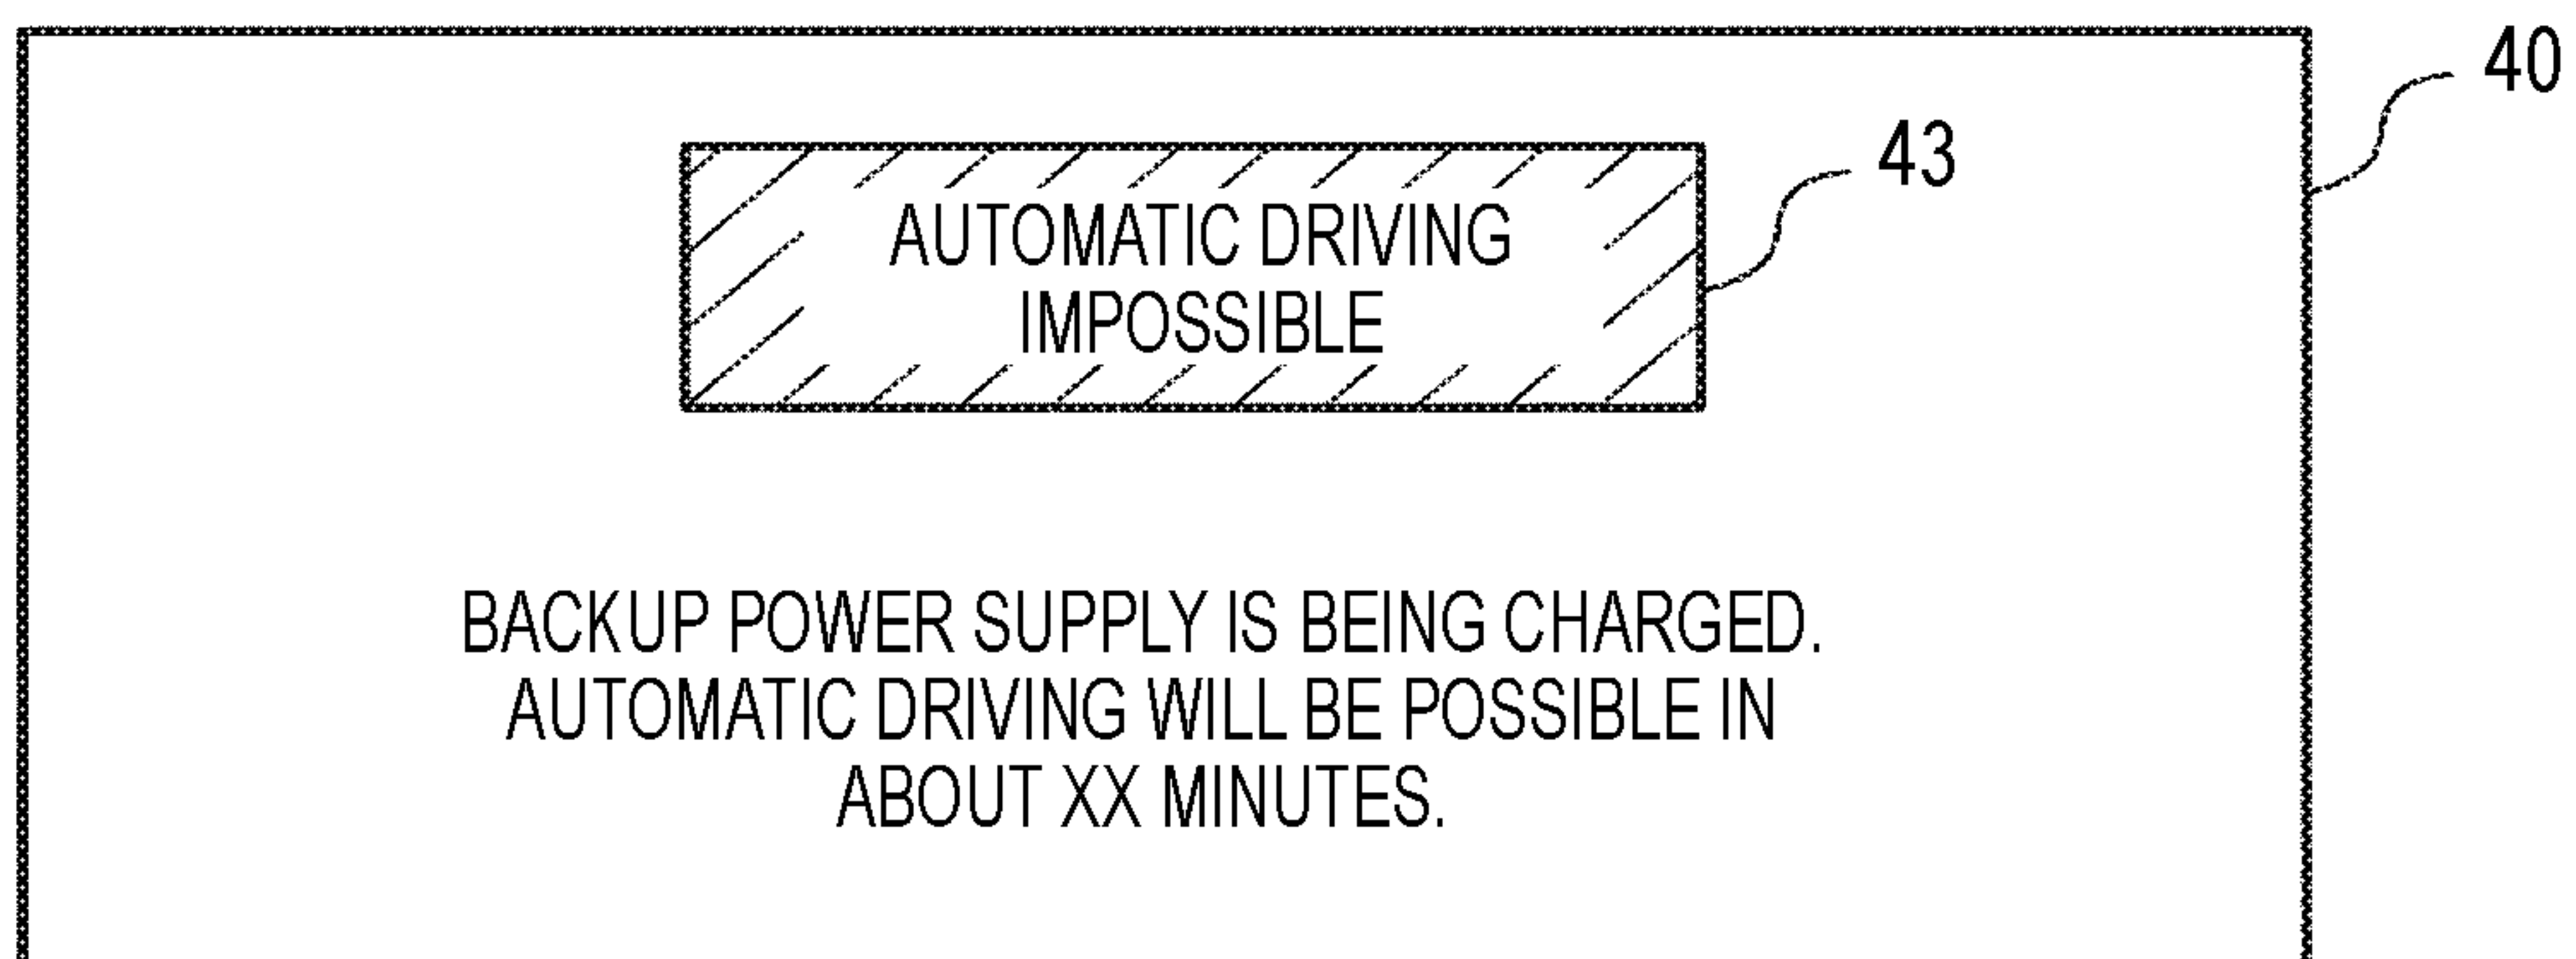 40
43
AUTOMATIC DRIVING
IMPOSSIBLE
BACKUP POWER SUPPLY IS BEING CHARGED.
AUTOMATIC DRIVING WILL BE POSSIBLE IN
ABOUT XX MINUTES.